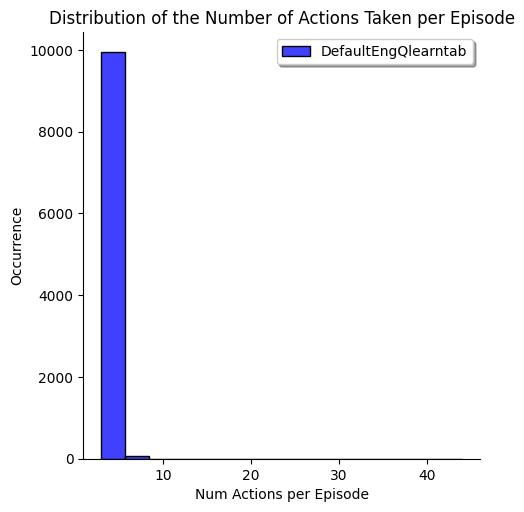 Distribution of the Number of Actions Taken per Episode
DefaultEngQlearntab
10000
8000
6000
4000
2000
0
Occurrence
10 20 30 40
Num Actions per Episode